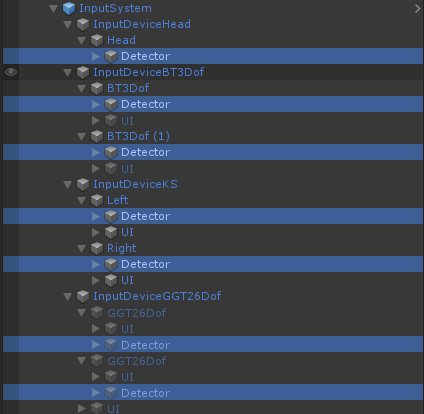 InputSystem
InputDeviceHead
Head
Detector
InputDeviceBT3Dof
BT3Dof
Detector
UI
BT3Dof (1)
Detector
UI
InputDeviceKS
Left
Detector
UI
Right
Detector
UI
InputDeviceGGT26Dof
GGT26Dof
UI
Detector
GGT26Dof
UI
Detector
UI